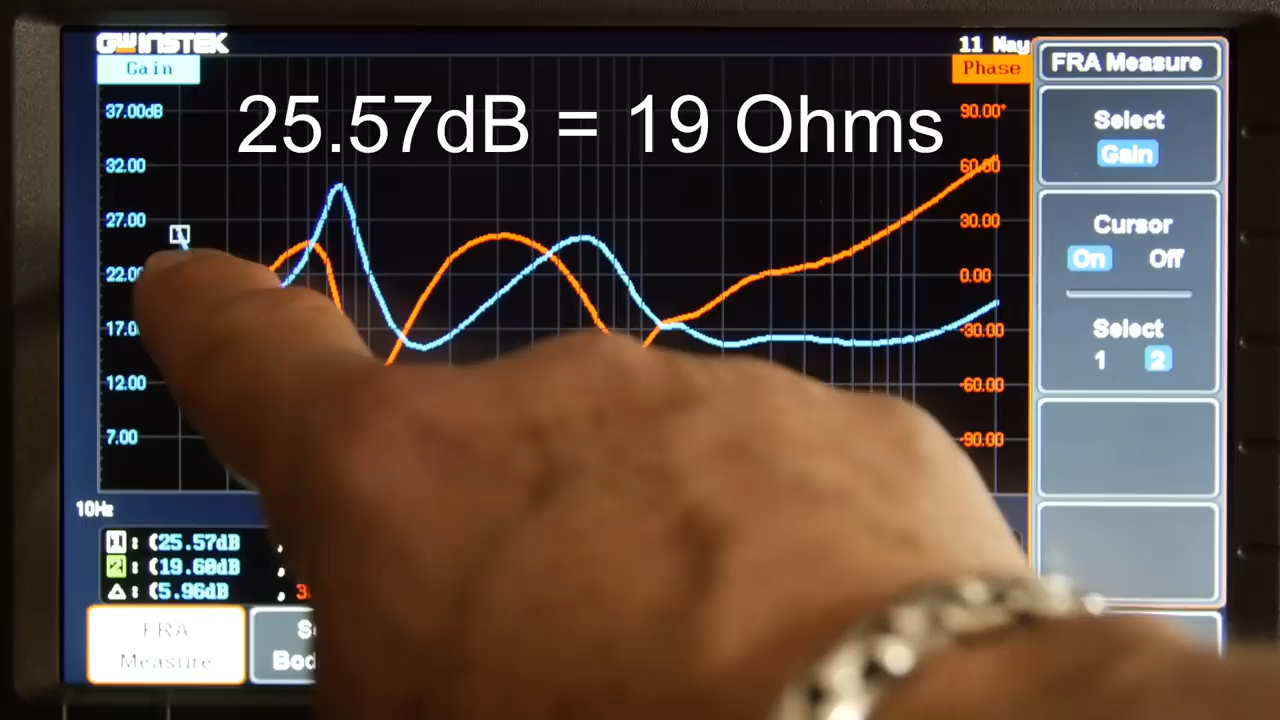 GWINSTEK
11 May
Gain
Phase
FRA Measure
25.57dB = 19 Ohms
37.00dB
32.00
27.00
22.00
17.0
12.00
7.00
90.00°
60.00
30.00
0.00
-30.00
-60.00
-90.00
1
10Hz
1 : (25.57dB ,
2 : (19.60dB ,
△ : (5.96dB ,
FRA
Measure
Select
Gain
Cursor
On Off
Select
1 2